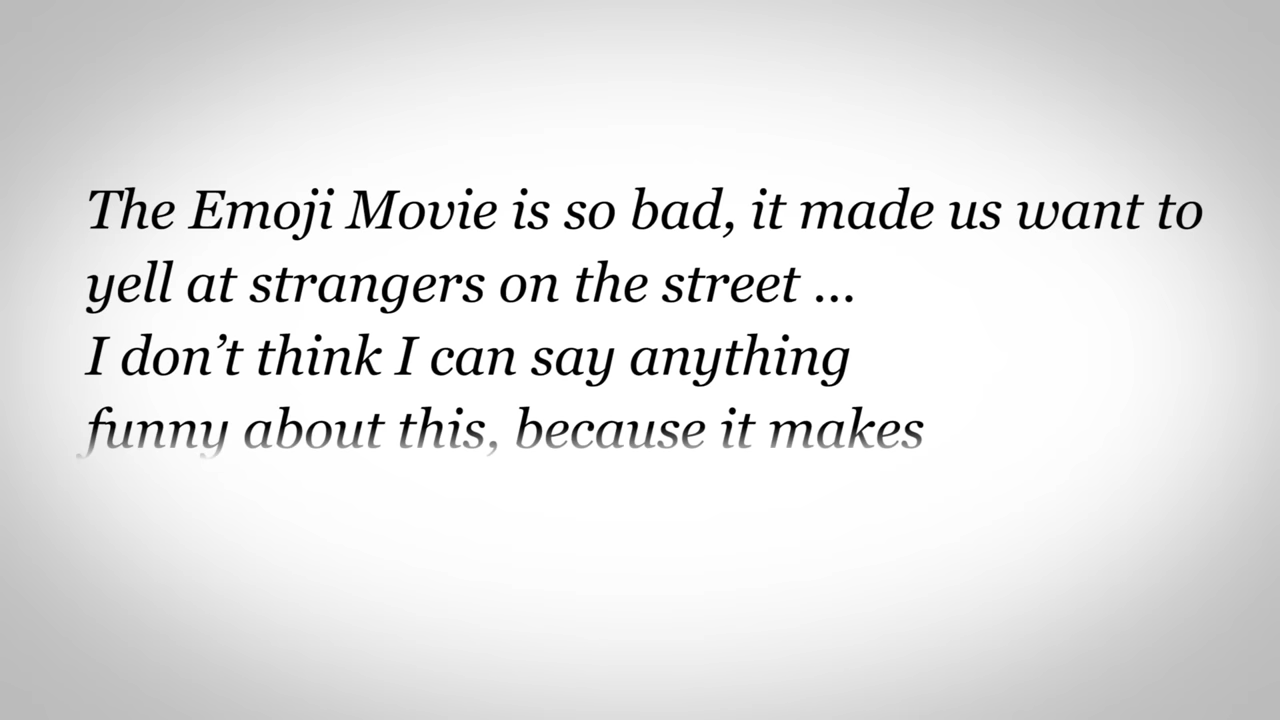 The Emoji Movie is so bad, it made us want to
yell at strangers on the street ...
I don’t think I can say anything
funny about this, because it makes